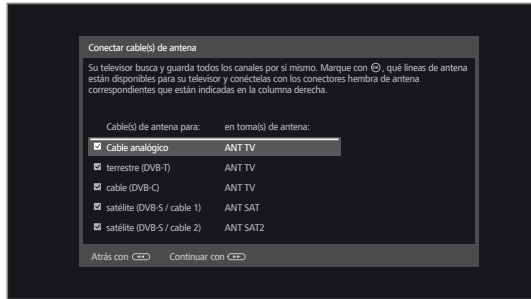 Conectar cable(s) de antena
Su televisor busca y guarda todos los canales por sí mismo. Marque con OK, qué líneas de antena
están disponibles para su televisor y conéctelas con los conectores hembra de antena
correspondientes que están indicadas en la columna derecha.
Cable(s) de antena para: en toma(s) de antena:
Cable analógico ANT TV
terrestre (DVB-T) ANT TV
cable (DVB-C) ANT TV
satélite (DVB-S / cable 1) ANT SAT
satélite (DVB-S / cable 2) ANT SAT2
Atrás con Continuar con